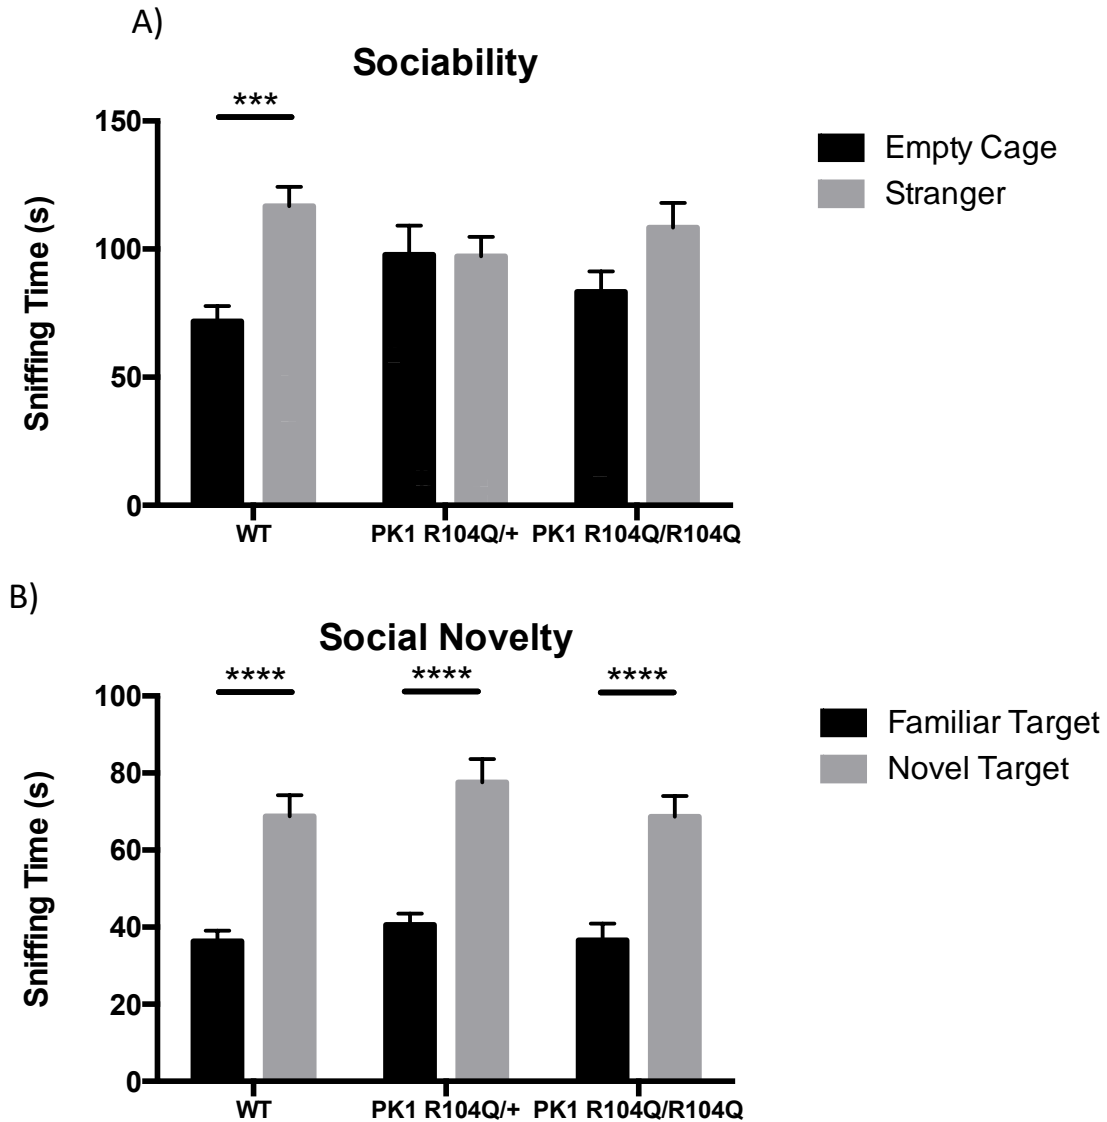 A)
Sociability
***
150
100
50
0
Sniffing Time (s)
WT
PK1 R104Q/+
PK1 R104Q/R104Q
Empty Cage
Stranger
B)
Social Novelty
****
****
****
100
80
60
40
20
0
Sniffing Time (s)
WT
PK1 R104Q/+
PK1 R104Q/R104Q
Familiar Target
Novel Target